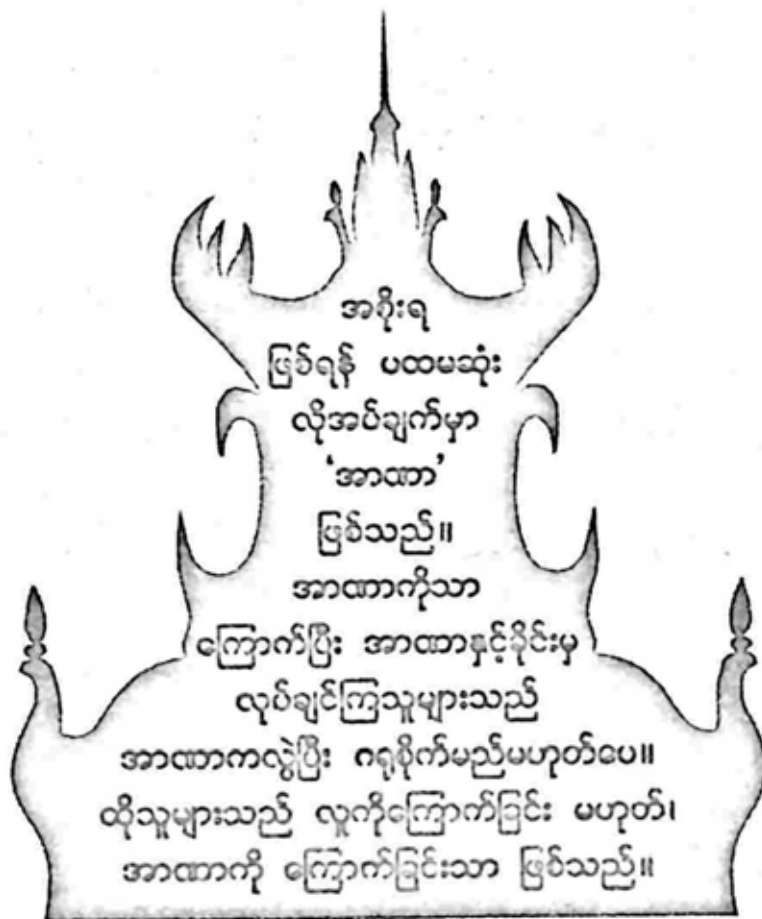 အဂိုးရ
ဖြစ်ရန် ပထမဆုံး
လိုအပ်ချက်မှာ
‘အာဏာ’
ဖြစ်သည်။
အာဏာကိုသာ
ကြောက်ပြီး အာဏာနှင့်ခိုင်းမှ
လုပ်ချင်ကြသူများသည်
အာဏာကလွဲပြီး ဂရုစိုက်မည်မဟုတ်ပေ။
ထိုသူများသည် လူကိုကြောက်ခြင်း မဟုတ်၊
အာဏာကို ကြောက်ခြင်းသာ ဖြစ်သည်။